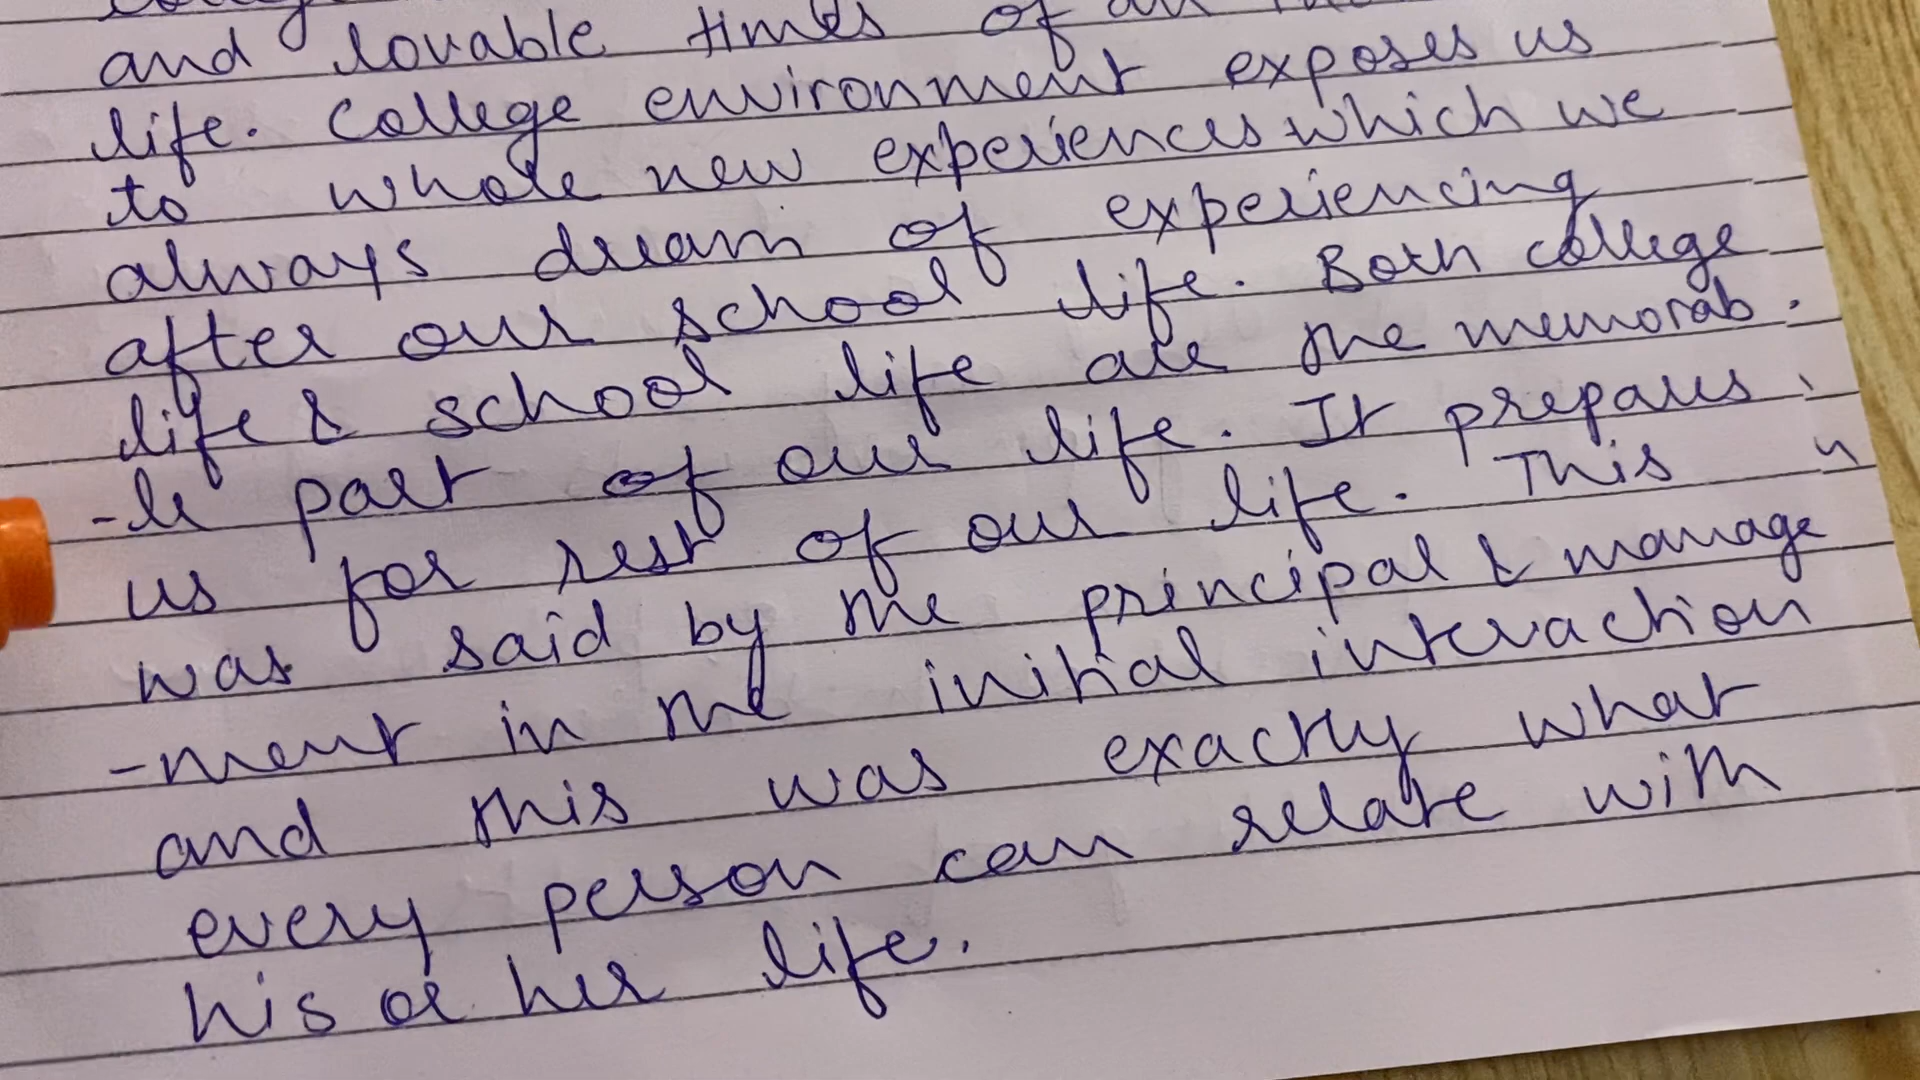 and lovable times of an
life. College environment exposes us
to whole new experiences which we
always dream of experiencing
after our school life. Both college
life & school life are the memorab
-le part of our life. It prepares
us for rest of our life. This
was said by the principal & manage
-ment in the initial interaction
and this was exactly what
every person can relate with
his or her life.